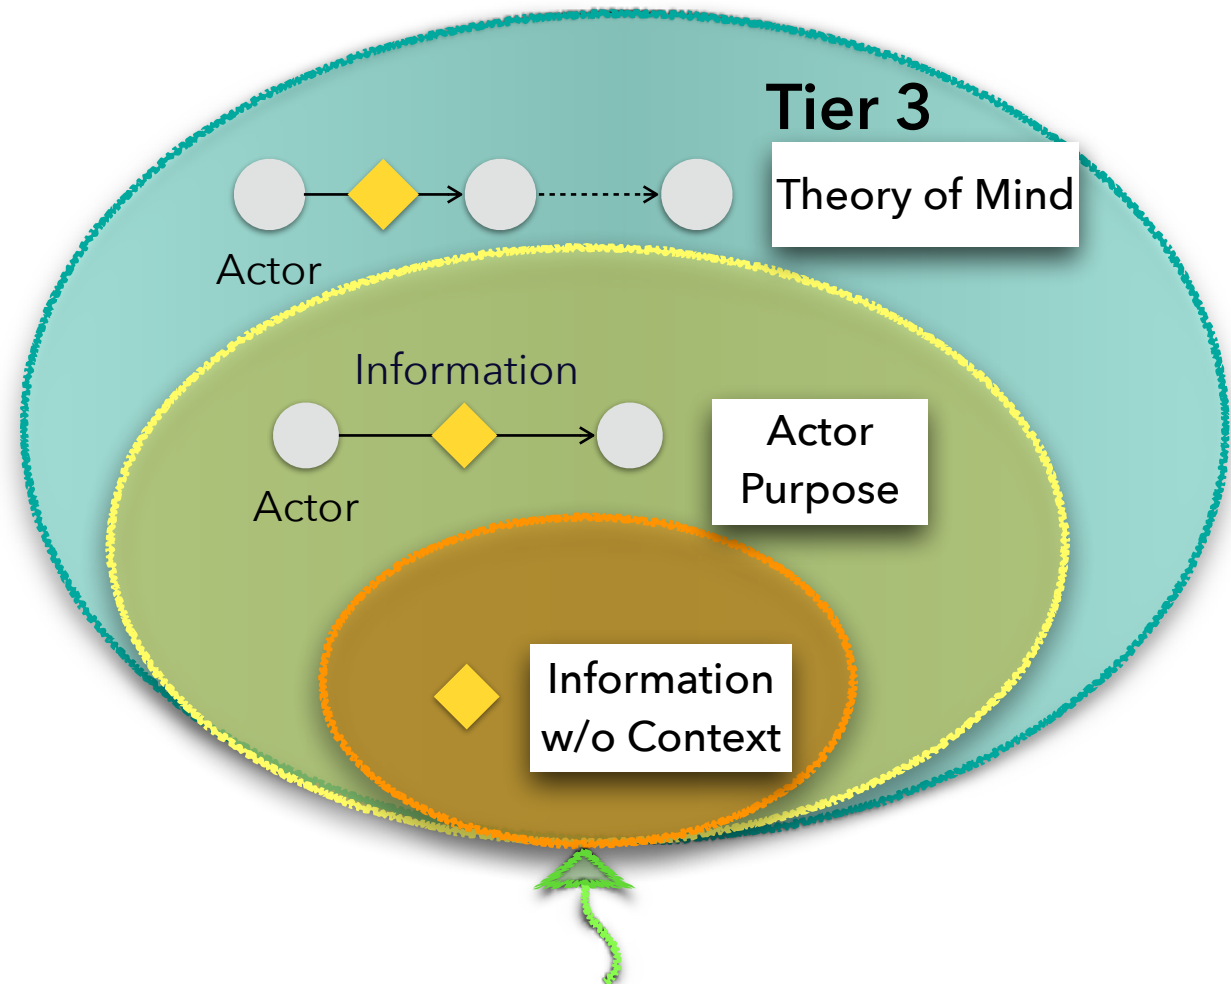 Tier 3
Theory of Mind
Actor
Information
Actor
Purpose
Actor
Information
w/o Context